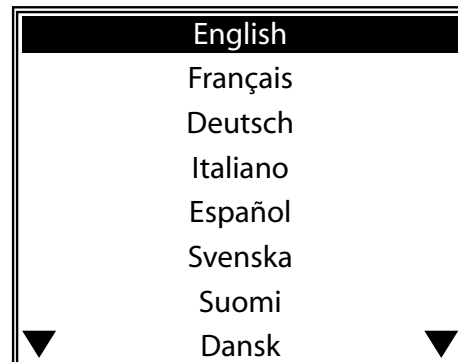 English
Français
Deutsch
Italiano
Español
Svenska
Suomi
Dansk